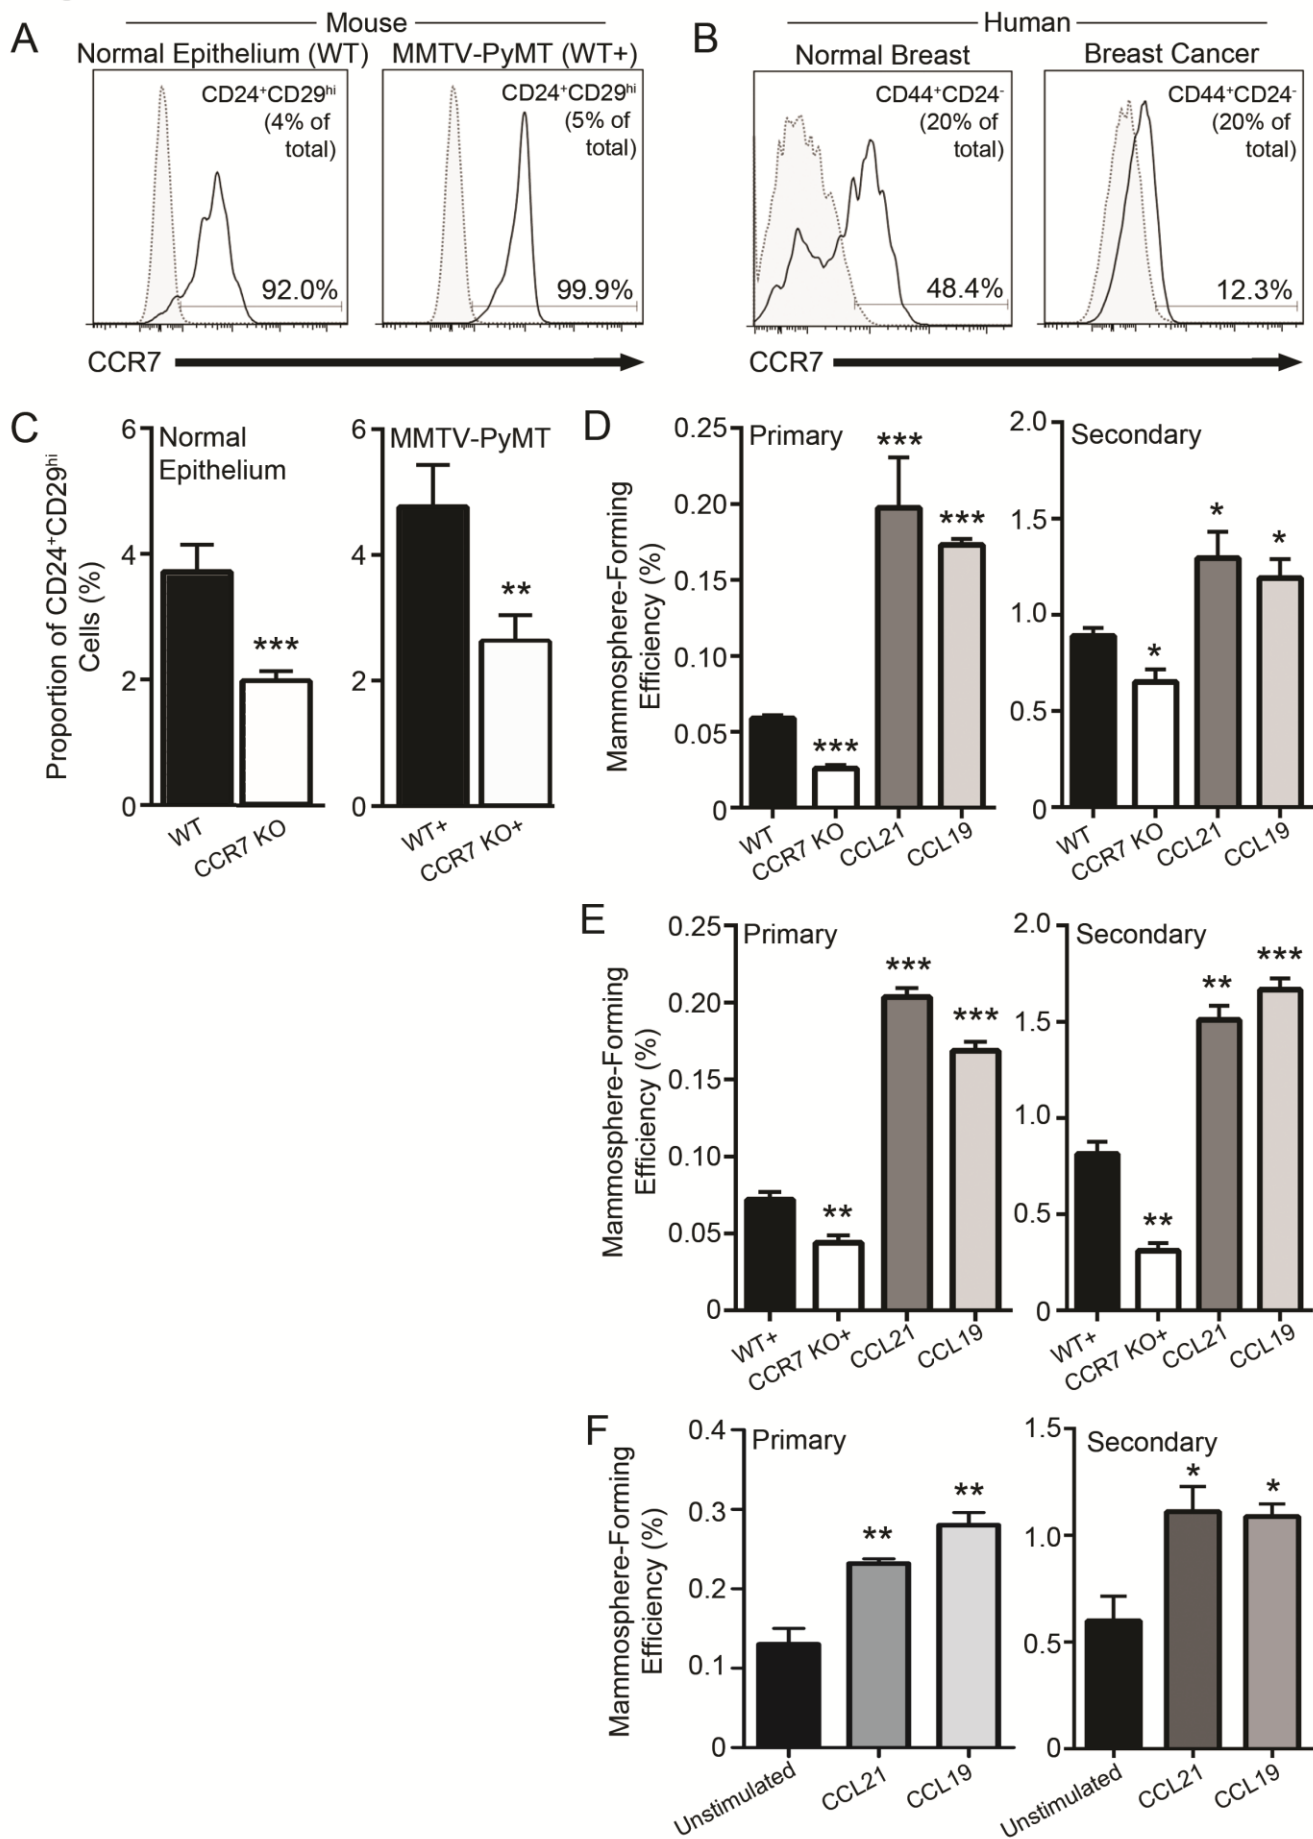 A
Mouse
Normal Epithelium (WT)
MMTV-PyMT (WT+)
CD24⁺CD29ʰⁱ
(4% of
total)
92.0%
CD24⁺CD29ʰⁱ
(5% of
total)
99.9%
CCR7
B
Human
Normal Breast
Breast Cancer
CD44⁺CD24⁻
(20% of
total)
48.4%
CD44⁺CD24⁻
(20% of
total)
12.3%
CCR7
C
Proportion of CD24⁺CD29ʰⁱ
Cells (%)
6
4
2
0
Normal
Epithelium
***
WT
CCR7 KO
6
4
2
0
MMTV-PyMT
**
WT+
CCR7 KO+
D
Mammosphere-Forming
Efficiency (%)
0.25
0.20
0.15
0.10
0.05
0
Primary
***
***
***
WT
CCR7 KO
CCL21
CCL19
2.0
1.5
1.0
0.5
0
Secondary
*
*
*
WT
CCR7 KO
CCL21
CCL19
E
Mammosphere-Forming
Efficiency (%)
0.25
0.20
0.15
0.10
0.05
0
Primary
**
***
***
WT+
CCR7 KO+
CCL21
CCL19
2.0
1.5
1.0
0.5
0
Secondary
**
**
***
WT+
CCR7 KO+
CCL21
CCL19
F
Mammosphere-Forming
Efficiency (%)
0.4
0.3
0.2
0.1
0
Primary
**
**
Unstimulated
CCL21
CCL19
1.5
1.0
0.5
0
Secondary
*
*
Unstimulated
CCL21
CCL19